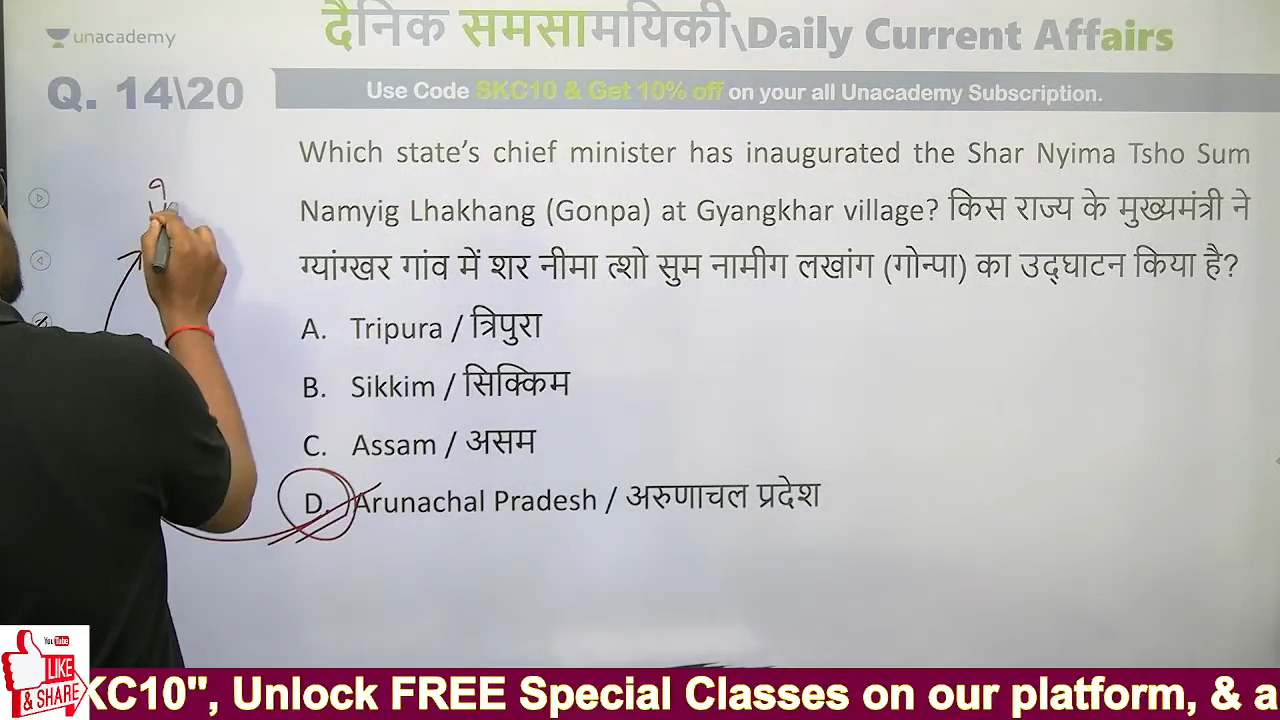 unacademy
दैनिक समसामयिकी\Daily Current Affairs
Q. 14\20
Use Code SKC10 & Get 10% off on your all Unacademy Subscription.
Which state's chief minister has inaugurated the Shar Nyima Tsho Sum
Namyig Lhakhang (Gonpa) at Gyangkhar village? किस राज्य के मुख्यमंत्री ने
ग्यांग्खर गांव में शर नीमा त्शो सुम नामीग लखांग (गोन्पा) का उद्घाटन किया है?
A. Tripura / त्रिपुरा
B. Sikkim / सिक्किम
C. Assam / असम
D. Arunachal Pradesh / अरुणाचल प्रदेश
YouTube
LIKE
& SHARE
KC10", Unlock FREE Special Classes on our platform, & a